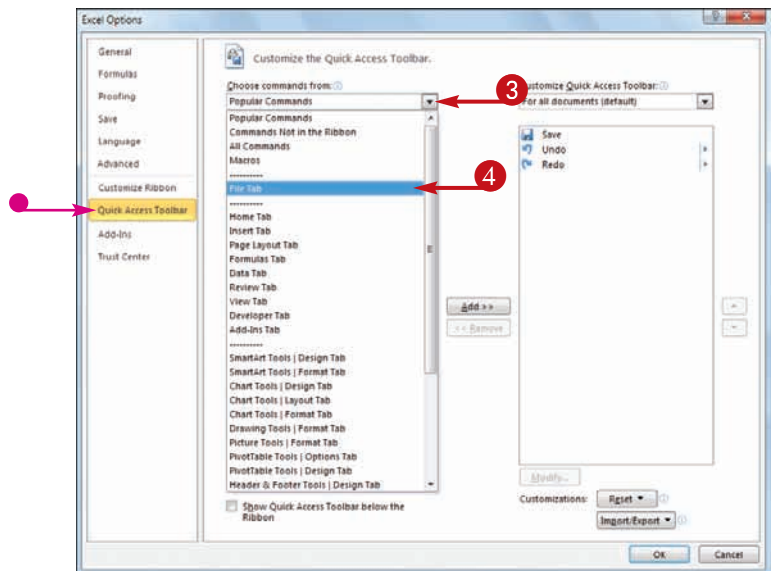 Excel Options
General
Formulas
Proofing
Save
Language
Advanced
Customize Ribbon
Quick Access Toolbar
Add-Ins
Trust Center
Customize the Quick Access Toolbar.
Choose commands from:
Popular Commands
3
Popular Commands
Commands Not in the Ribbon
All Commands
Macros
----------
File Tab
4
----------
Home Tab
Insert Tab
Page Layout Tab
Formulas Tab
Data Tab
Review Tab
View Tab
Developer Tab
Add-Ins Tab
----------
SmartArt Tools | Design Tab
SmartArt Tools | Format Tab
Chart Tools | Design Tab
Chart Tools | Layout Tab
Chart Tools | Format Tab
Drawing Tools | Format Tab
Picture Tools | Format Tab
PivotTable Tools | Options Tab
PivotTable Tools | Design Tab
Header & Footer Tools | Design Tab
Show Quick Access Toolbar below the
Ribbon
Add >>
<< Remove
ustomize Quick Access Toolbar:
For all documents (default)
Save
Undo
Redo
Modify...
Customizations:
Reset
Import/Export
OK
Cancel